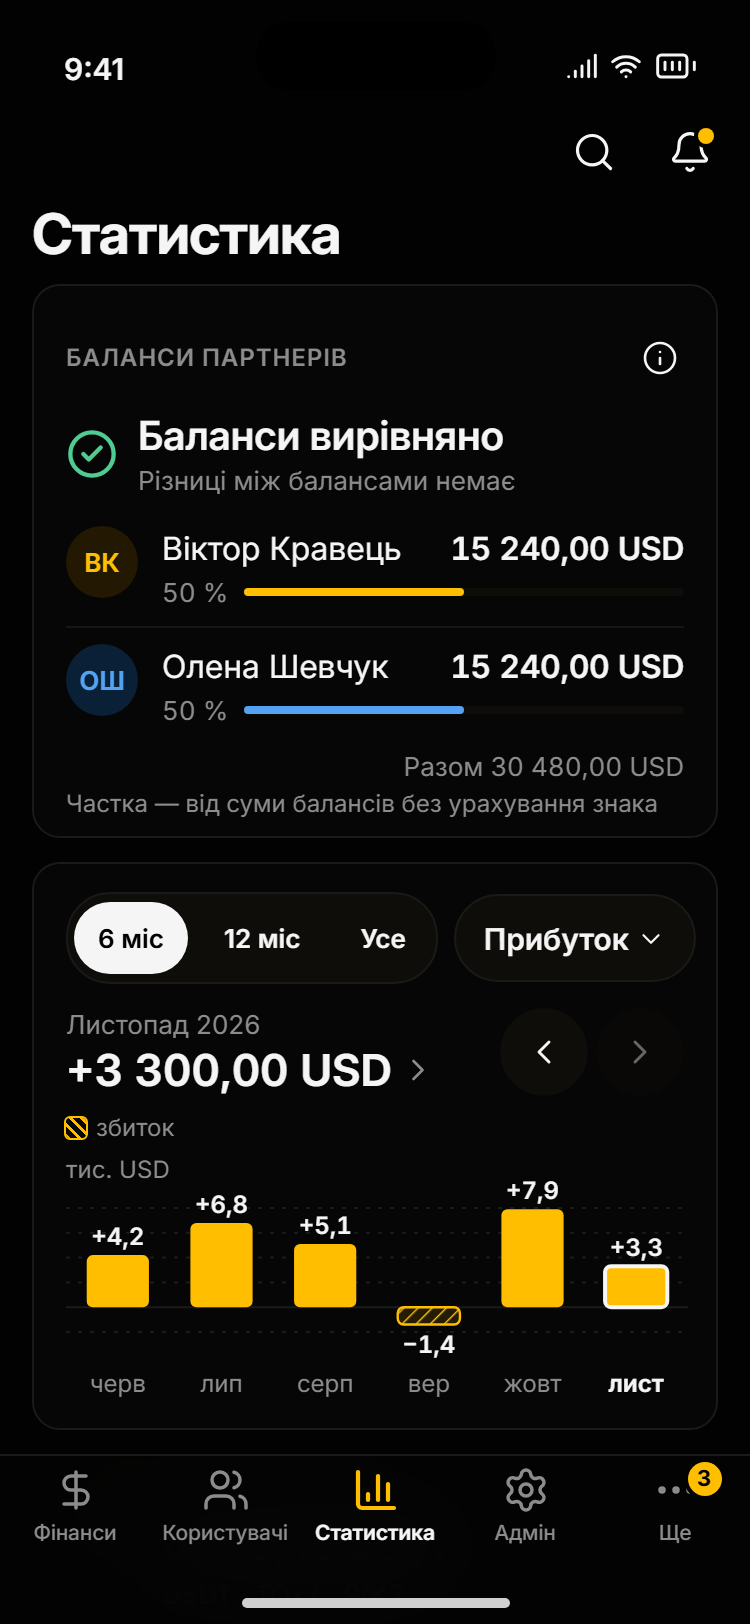 9:41
Статистика
БАЛАНСИ ПАРТНЕРІВ
Баланси вирівняно
Різниці між балансами немає
ВК Віктор Кравець 15 240,00 USD
50 %
ОШ Олена Шевчук 15 240,00 USD
50 %
Разом 30 480,00 USD
Частка — від суми балансів без урахування знака
6 міс 12 міс Усе Прибуток
Листопад 2026
+3 300,00 USD
збиток
тис. USD
+4,2 +6,8 +5,1 −1,4 +7,9 +3,3
черв лип серп вер жовт лист
3
Фінанси Користувачі Статистика Адмін Ще